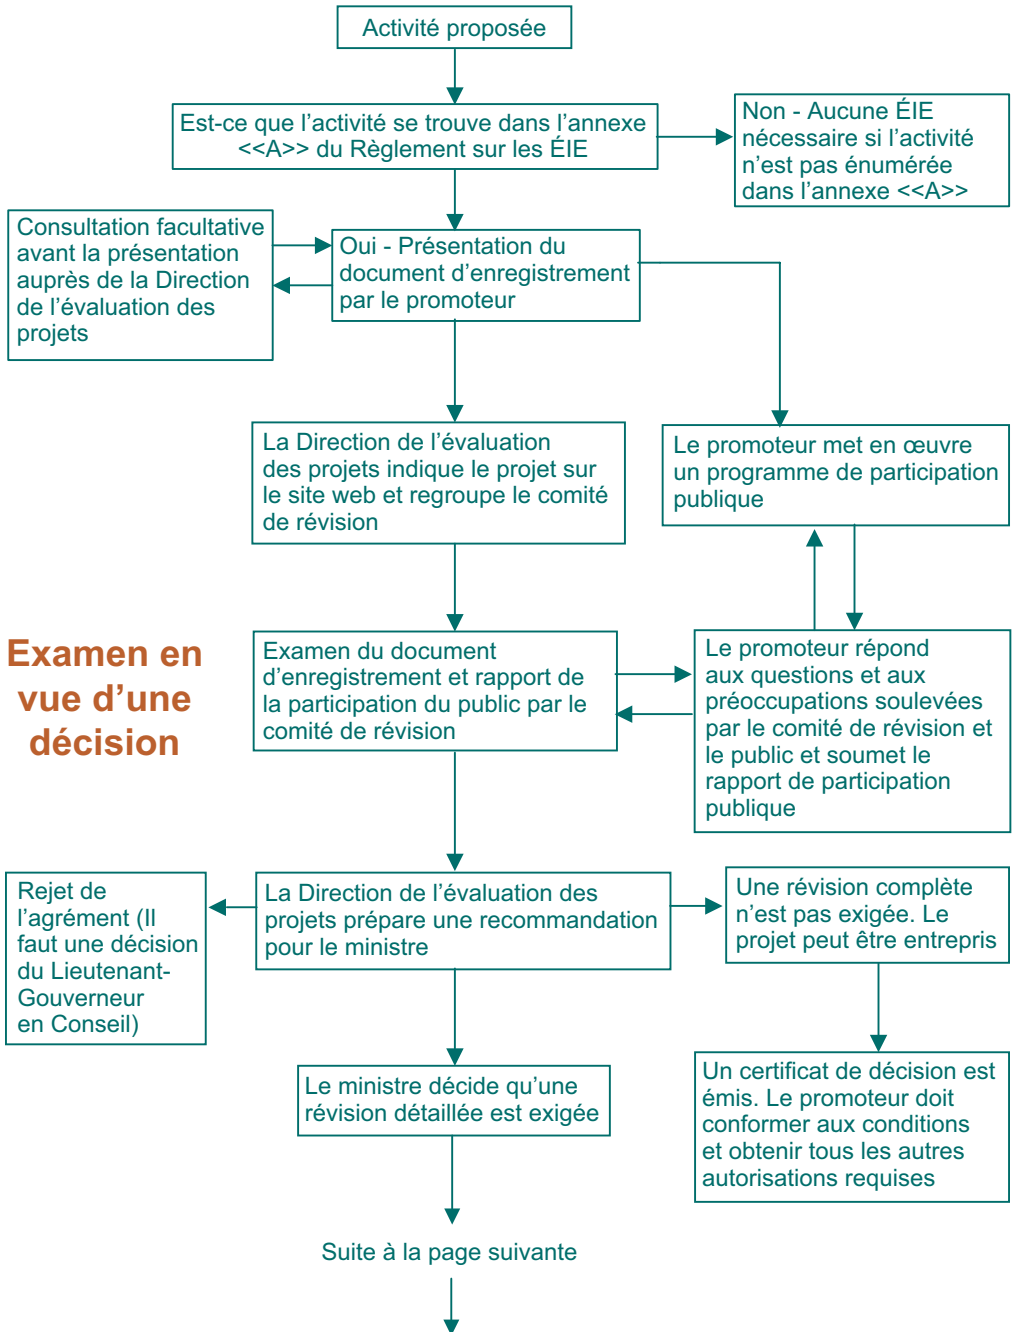 Activité proposée
Est-ce que l’activité se trouve dans l’annexe
<<A>> du Règlement sur les ÉIE
Non - Aucune ÉIE
nécessaire si l’activité
n’est pas énumérée
dans l’annexe <<A>>
Consultation facultative
avant la présentation
auprès de la Direction
de l’évaluation des
projets
Oui - Présentation du
document d’enregistrement
par le promoteur
La Direction de l’évaluation
des projets indique le projet sur
le site web et regroupe le comité
de révision
Le promoteur met en œuvre
un programme de participation
publique
Examen en
vue d’une
décision
Examen du document
d’enregistrement et rapport de
la participation du public par le
comité de révision
Le promoteur répond
aux questions et aux
préoccupations soulevées
par le comité de révision et
le public et soumet le
rapport de participation
publique
Rejet de
l’agrément (Il
faut une décision
du Lieutenant-
Gouverneur
en Conseil)
La Direction de l’évaluation des
projets prépare une recommandation
pour le ministre
Une révision complète
n’est pas exigée. Le
projet peut être entrepris
Le ministre décide qu’une
révision détaillée est exigée
Un certificat de décision est
émis. Le promoteur doit
conformer aux conditions
et obtenir tous les autres
autorisations requises
Suite à la page suivante